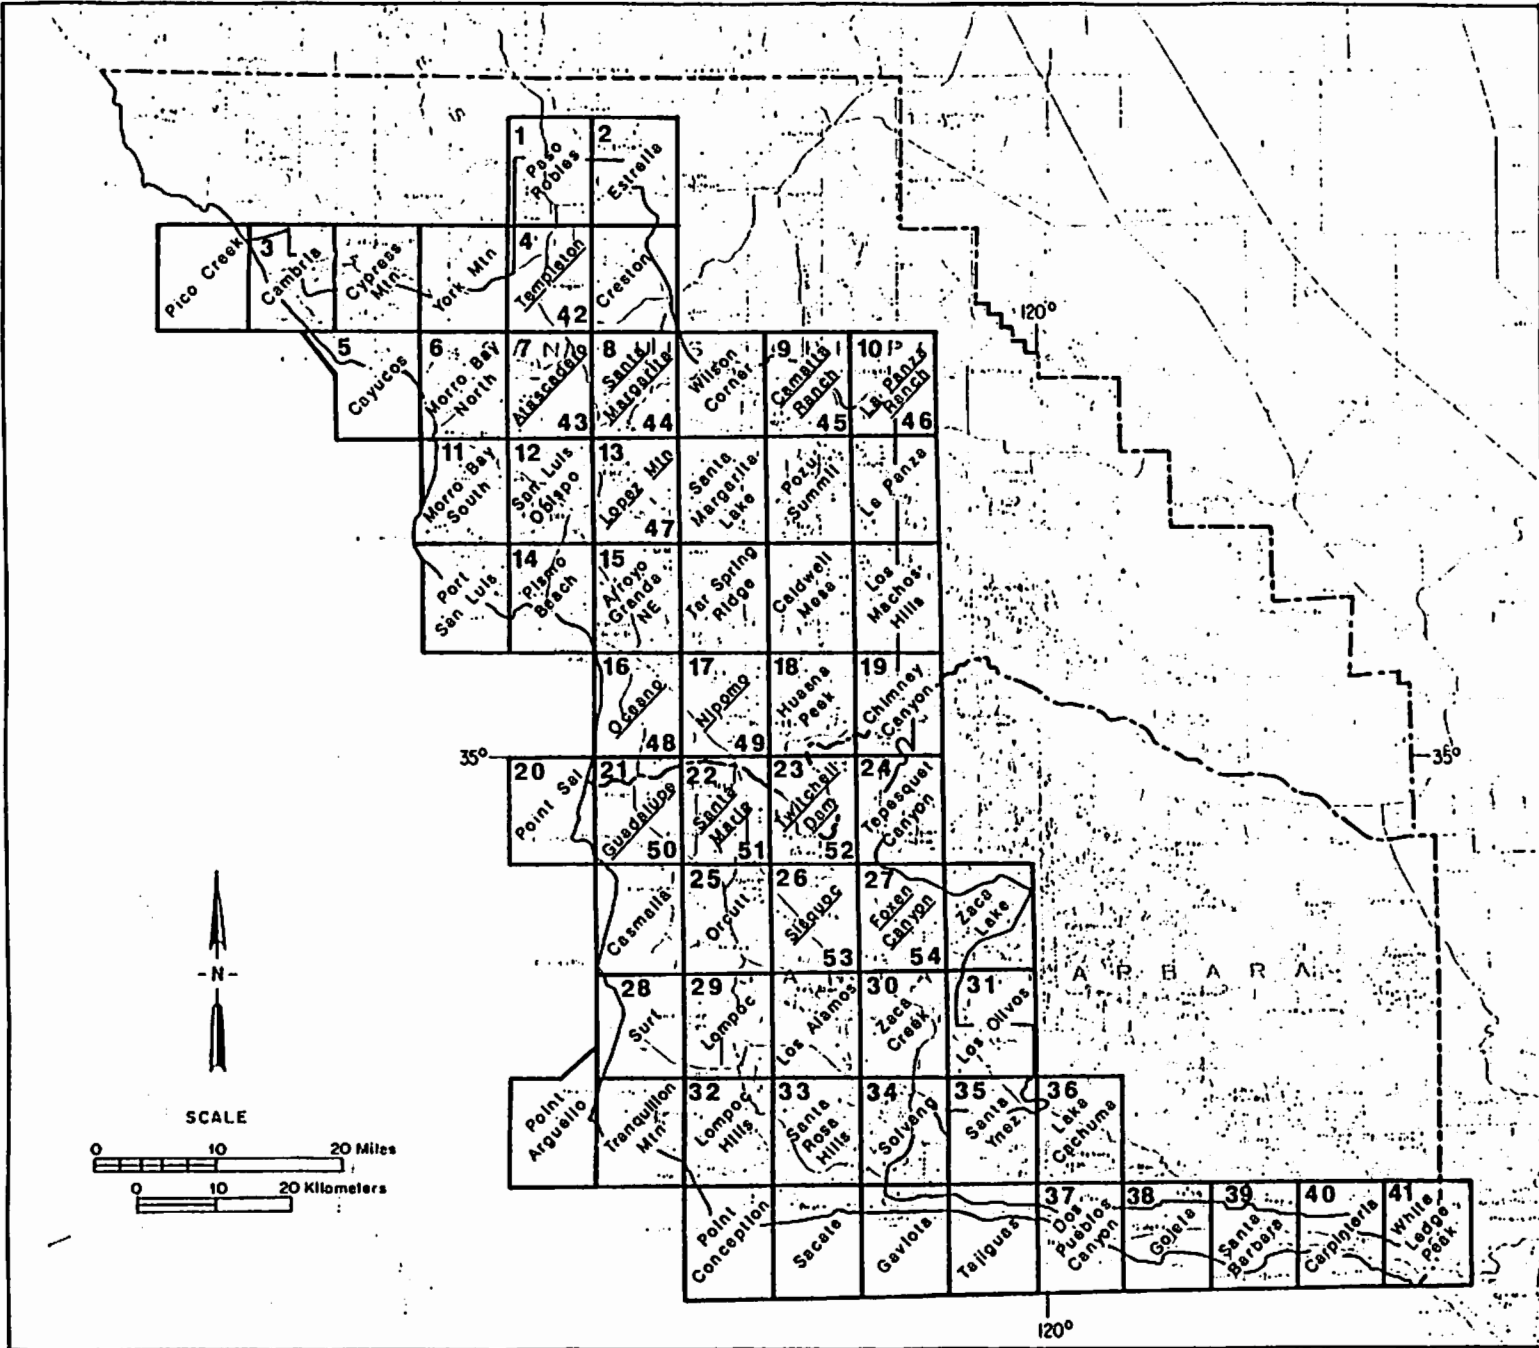 1
Paso
Robles
2
Estrella
Pico Creek
3
Cambria
Cypress
Mtn
York Mtn
4
Templeton
42
Creston
120°
5
Cayucos
6
Morro Bay
North
7
N
Atascadero
43
8
Santa
Margarita
44
Wilson
Corner
9
I
Camatta
Ranch
45
10
P
La Panza
Ranch
46
11
Morro Bay
South
12
San Luis
Obispo
13
Lopez Mtn
47
Santa
Margarita
Lake
Pozo
Summit
La Panza
Port
San Luis
14
Pismo
Beach
15
Arroyo
Grande
NE
Tar Spring
Ridge
Caldwell
Mesa
Los
Machos
Hills
16
Oceano
48
17
Nipomo
49
18
Huasna
Peak
19
Chimney
Canyon
35°
35°
20
Point Sal
21
Guadalupe
50
22
Santa
Maria
51
23
Twitchell
Dam
52
24
Tepesquet
Canyon
Casmalia
25
Orcutt
26
Sisquoc
53
27
Foxen
Canyon
54
Zaca
Lake
A R B A R A
-N-
28
Surf
29
Lompoc
A
Los Alamos
30
Zaca
Creek
31
Los Olivos
Point
Arguello
Tranquillon
Mtn
32
Lompoc
Hills
33
Santa
Rosa
Hills
34
Solvang
35
Santa
Ynez
36
Lake
Cachuma
SCALE
0 10 20 Miles
0 10 20 Kilometers
Point
Conception
Sacate
Gaviota
Tajiguas
37
Dos
Pueblos
Canyon
38
Goleta
39
Santa
Barbara
40
Carpinteria
41
White
Ledge
Peak
120°